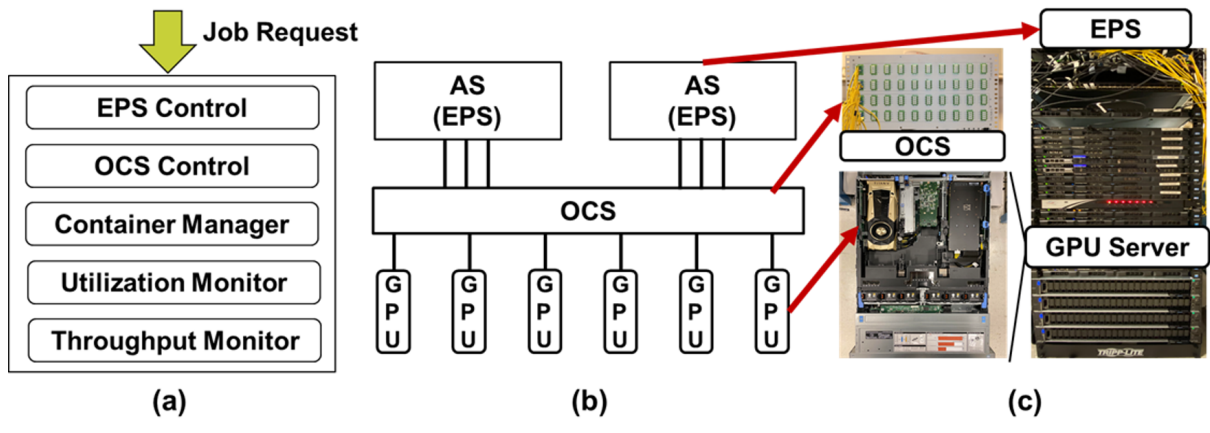 Job Request
EPS Control
OCS Control
Container Manager
Utilization Monitor
Throughput Monitor
(a)
AS
(EPS)
AS
(EPS)
OCS
G
P
U
G
P
U
G
P
U
G
P
U
G
P
U
G
P
U
(b)
EPS
OCS
GPU Server
TRIPP·LITE
(c)